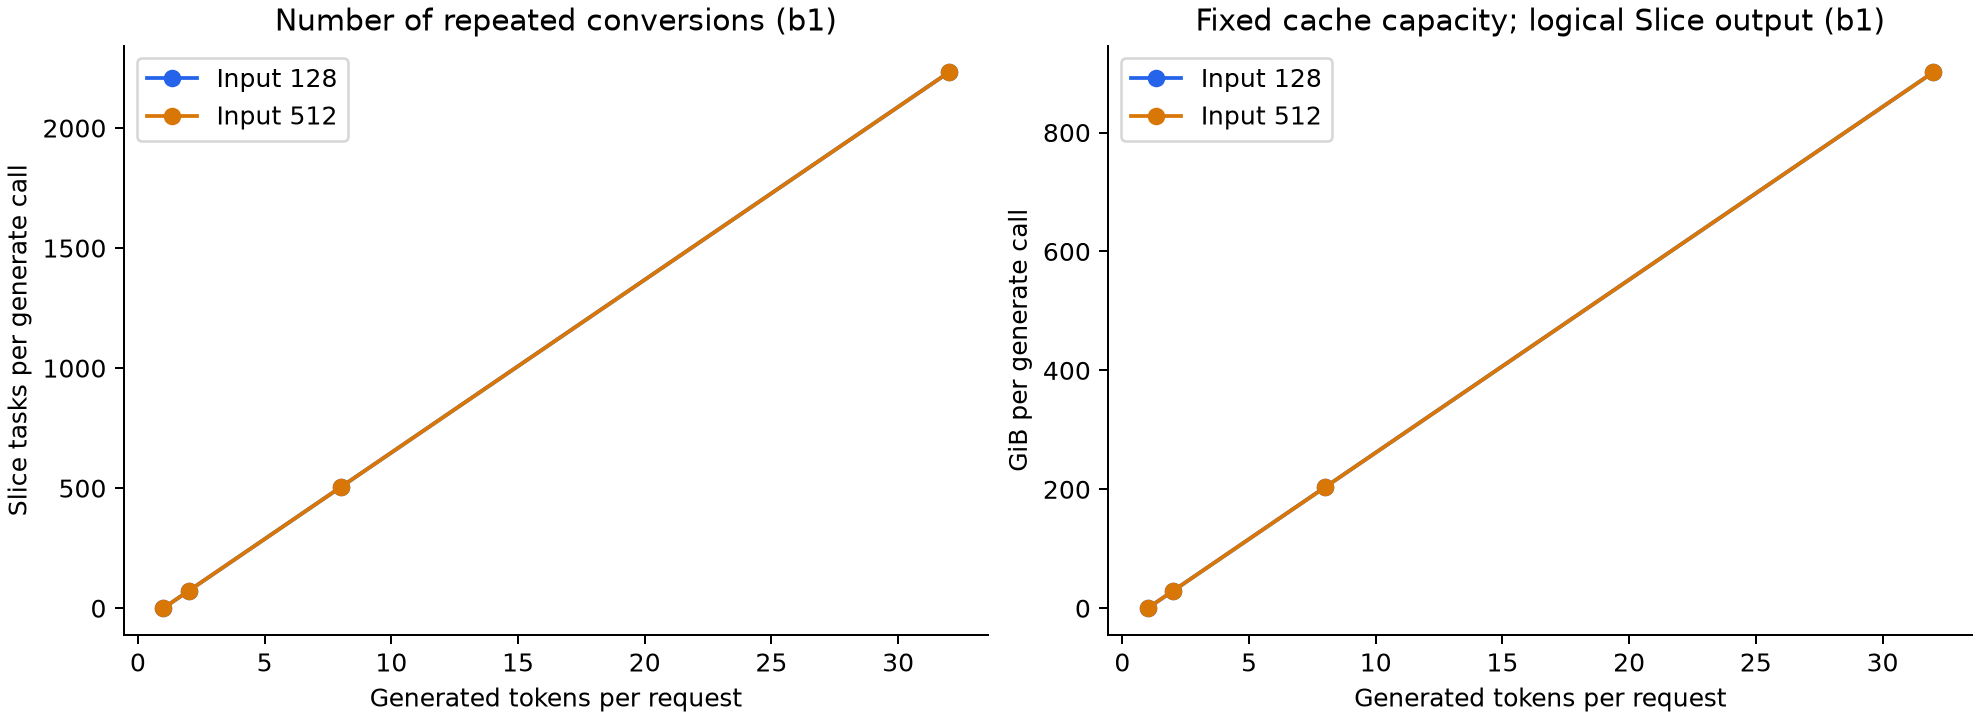 Number of repeated conversions (b1)
Input 128
Input 512
Slice tasks per generate call
2000
1500
1000
500
0
0 5 10 15 20 25 30
Generated tokens per request
Fixed cache capacity; logical Slice output (b1)
Input 128
Input 512
GiB per generate call
800
600
400
200
0
0 5 10 15 20 25 30
Generated tokens per request